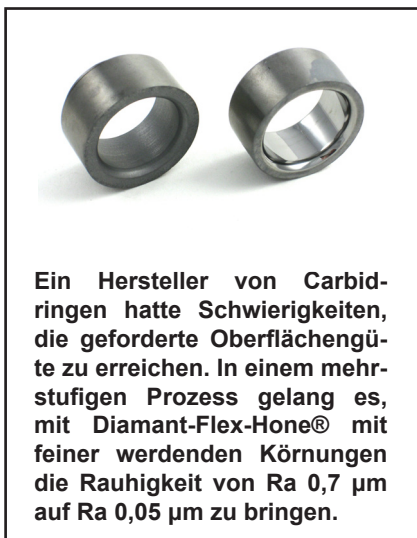 Ein Hersteller von Carbid-
ringen hatte Schwierigkeiten,
die geforderte Oberflächengü-
te zu erreichen. In einem mehr-
stufigen Prozess gelang es,
mit Diamant-Flex-Hone® mit
feiner werdenden Körnungen
die Rauhigkeit von Ra 0,7 µm
auf Ra 0,05 µm zu bringen.